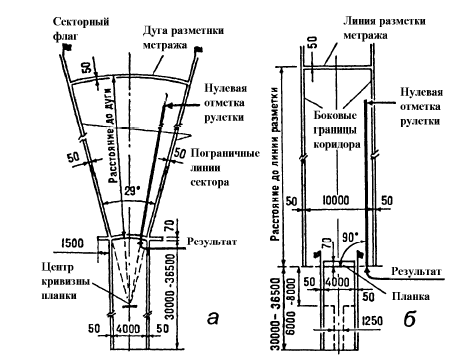 Секторный
флаг
Дуга разметки
метража
50
Нулевая
отметка
рулетки
Расстояние до дуги
Пограничные
линии
сектора
50
50
29°
70
1500
Результат
Центр
кривизны
планки
30000-36500
50
4000
50
а
Линия разметки
метража
50
Нулевая
отметка
рулетки
Боковые
границы
коридора
Расстояние до линии разметки
50
10000
50
70
90°
Результат
4000
50
Планка
30000-36500
6000-8000
50
1250
б